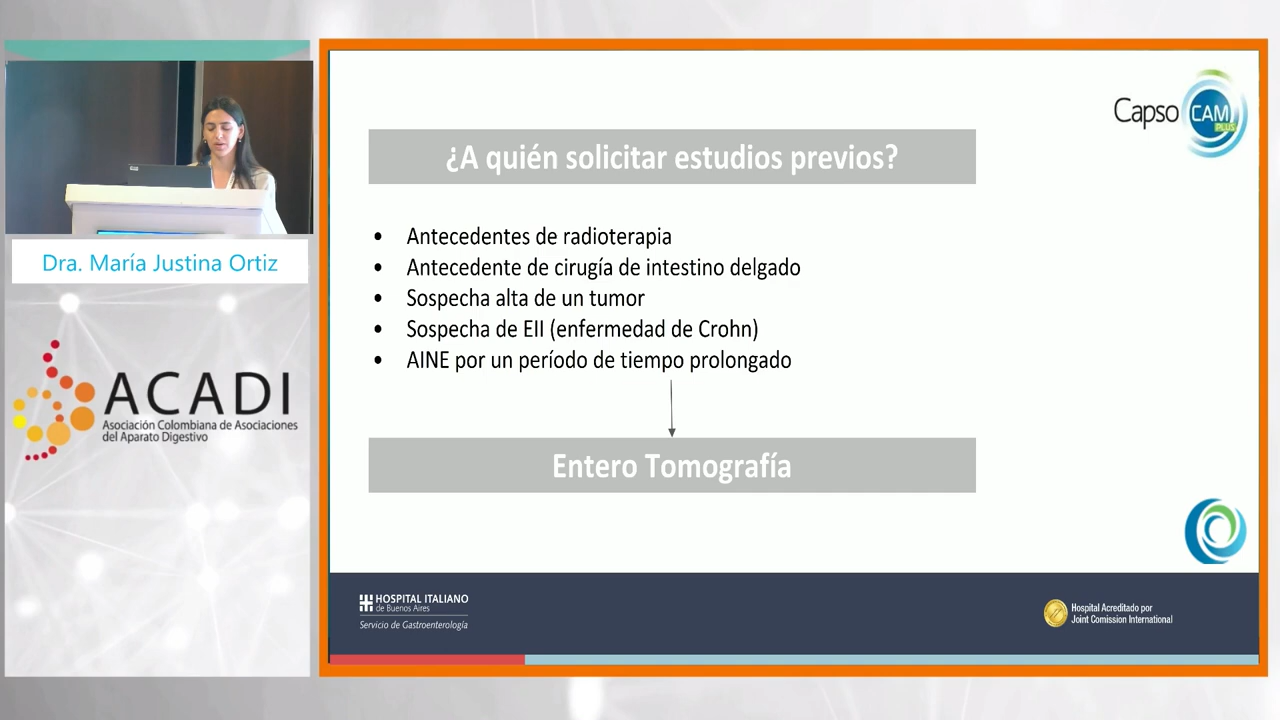 Capso
CAM
PLUS
¿A quién solicitar estudios previos?
• Antecedentes de radioterapia
• Antecedente de cirugía de intestino delgado
• Sospecha alta de un tumor
• Sospecha de EII (enfermedad de Crohn)
• AINE por un período de tiempo prolongado
Entero Tomografía
Dra. María Justina Ortiz
ACADI
Asociación Colombiana de Asociaciones
del Aparato Digestivo
HOSPITAL ITALIANO
de Buenos Aires
Servicio de Gastroenterología
Hospital Acreditado por
Joint Comission International